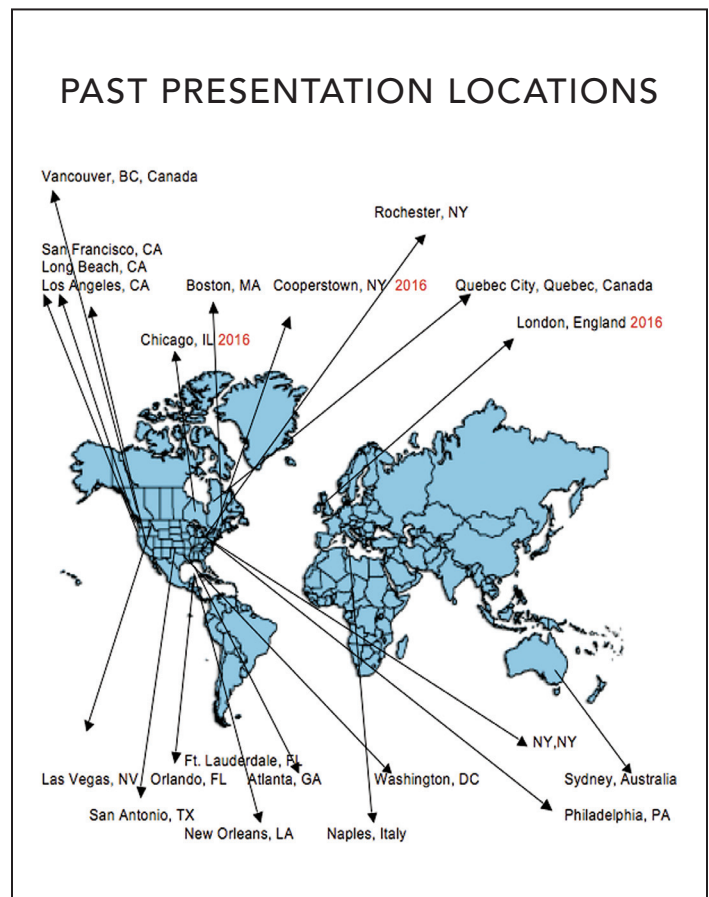 PAST PRESENTATION LOCATIONS
Vancouver, BC, Canada
Rochester, NY
San Francisco, CA
Long Beach, CA
Los Angeles, CA
Boston, MA
Cooperstown, NY 2016
Quebec City, Quebec, Canada
London, England 2016
Chicago, IL 2016
NY,NY
Ft. Lauderdale, FL
Las Vegas, NV
Orlando, FL
Atlanta, GA
Washington, DC
Sydney, Australia
San Antonio, TX
Philadelphia, PA
New Orleans, LA
Naples, Italy